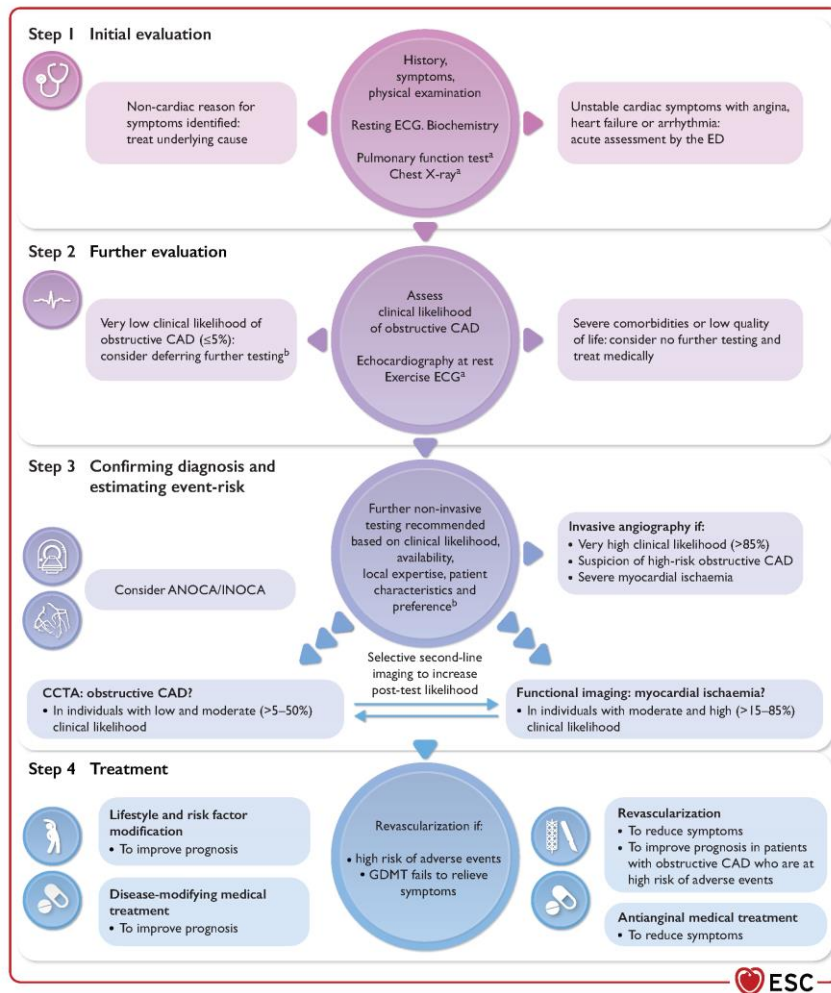 Step 1 Initial evaluation
History,
symptoms,
physical examination
Resting ECG. Biochemistry
Pulmonary function testᵃ
Chest X-rayᵃ
Non-cardiac reason for
symptoms identified:
treat underlying cause
Unstable cardiac symptoms with angina,
heart failure or arrhythmia:
acute assessment by the ED
Step 2 Further evaluation
Assess
clinical likelihood
of obstructive CAD
Echocardiography at rest
Exercise ECGᵃ
Very low clinical likelihood of
obstructive CAD (≤5%):
consider deferring further testingᵇ
Severe comorbidities or low quality
of life: consider no further testing and
treat medically
Step 3 Confirming diagnosis and
estimating event-risk
Further non-invasive
testing recommended
based on clinical likelihood,
availability,
local expertise, patient
characteristics and
preferenceᵇ
Consider ANOCA/INOCA
Invasive angiography if:
• Very high clinical likelihood (>85%)
• Suspicion of high-risk obstructive CAD
• Severe myocardial ischaemia
Selective second-line
imaging to increase
post-test likelihood
CCTA: obstructive CAD?
• In individuals with low and moderate (>5–50%)
clinical likelihood
Functional imaging: myocardial ischaemia?
• In individuals with moderate and high (>15–85%)
clinical likelihood
Step 4 Treatment
Lifestyle and risk factor
modification
• To improve prognosis
Disease-modifying medical
treatment
• To improve prognosis
Revascularization if:
• high risk of adverse events
• GDMT fails to relieve
symptoms
Revascularization
• To reduce symptoms
• To improve prognosis in patients
with obstructive CAD who are at
high risk of adverse events
Antianginal medical treatment
• To reduce symptoms
ESC